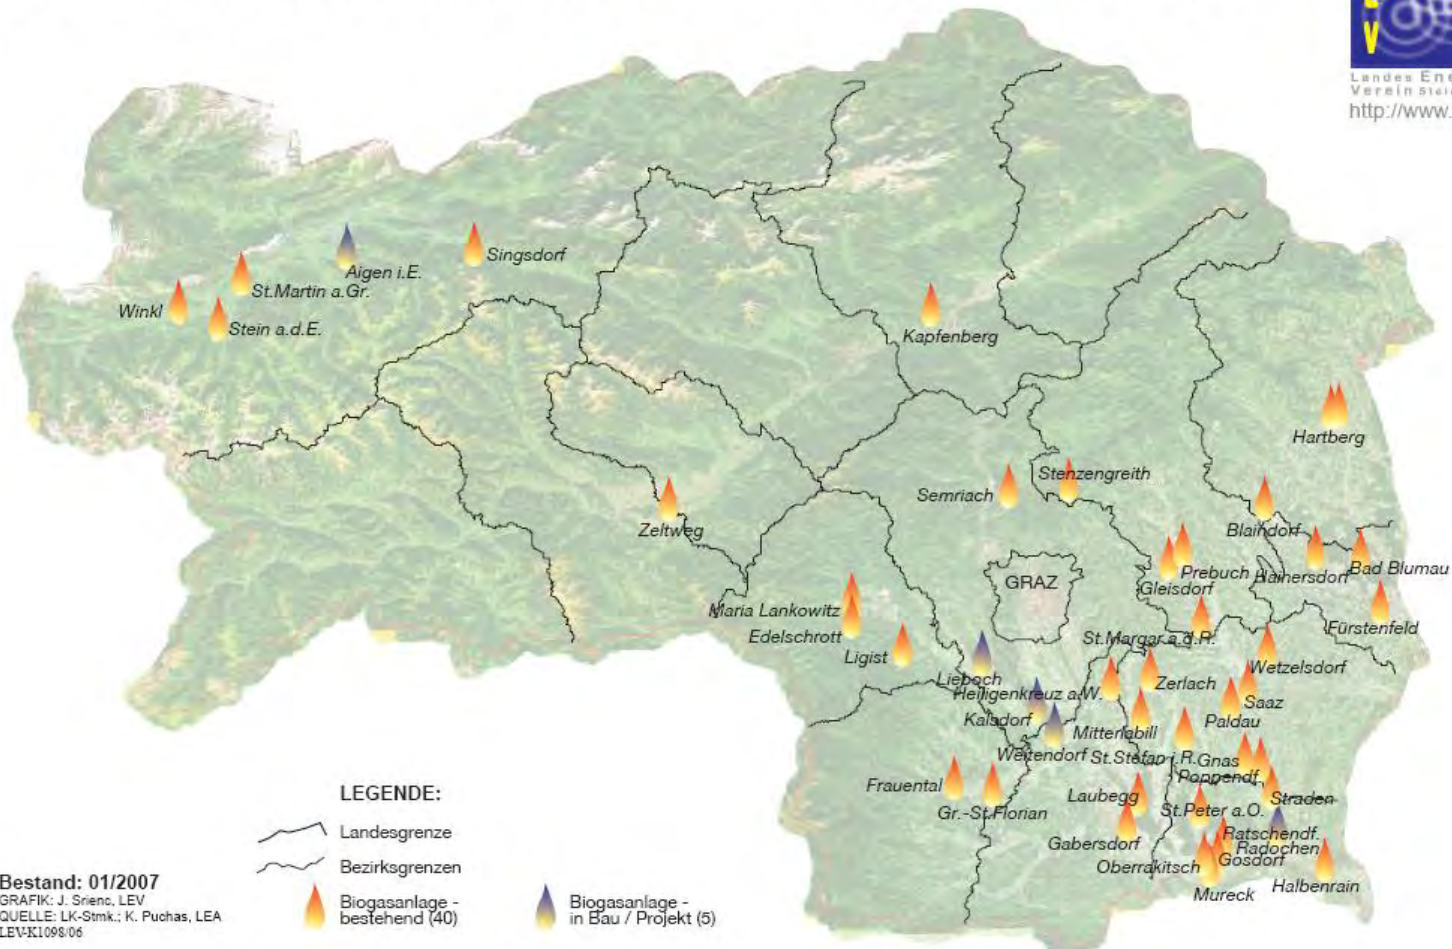 V
Landes Ene
Verein Stei
http://www.
Singsdorf
Aigen i.E.
St.Martin a.Gr.
Winkl
Stein a.d.E.
Kapfenberg
Hartberg
Stenzengreith
Semriach
Zeltweg
Blaindorf
Prebuch
Hainersdorf
Bad Blumau
Gleisdorf
GRAZ
Maria Lankowitz
Edelschrott
Fürstenfeld
St.Margar.a.d.R.
Ligist
Wetzelsdorf
Lieboch
Zerlach
Heiligenkreuz a.W.
Saaz
Kalsdorf
Paldau
Mitterlabill
Weitendorf
St.Stefan i.R.
Gnas
Poppendf.
Frauental
Laubegg
Straden
Gr.-St.Florian
St.Peter a.O.
Ratschendf.
Gabersdorf
Radochen
Oberrakitsch
Gosdorf
Mureck
Halbenrain
LEGENDE:
Landesgrenze
Bezirksgrenzen
Biogasanlage -
bestehend (40)
Biogasanlage -
in Bau / Projekt (5)
Bestand: 01/2007
GRAFIK: J. Srienc, LEV
QUELLE: LK-Stmk.; K. Puchas, LEA
LEV-K1098/06